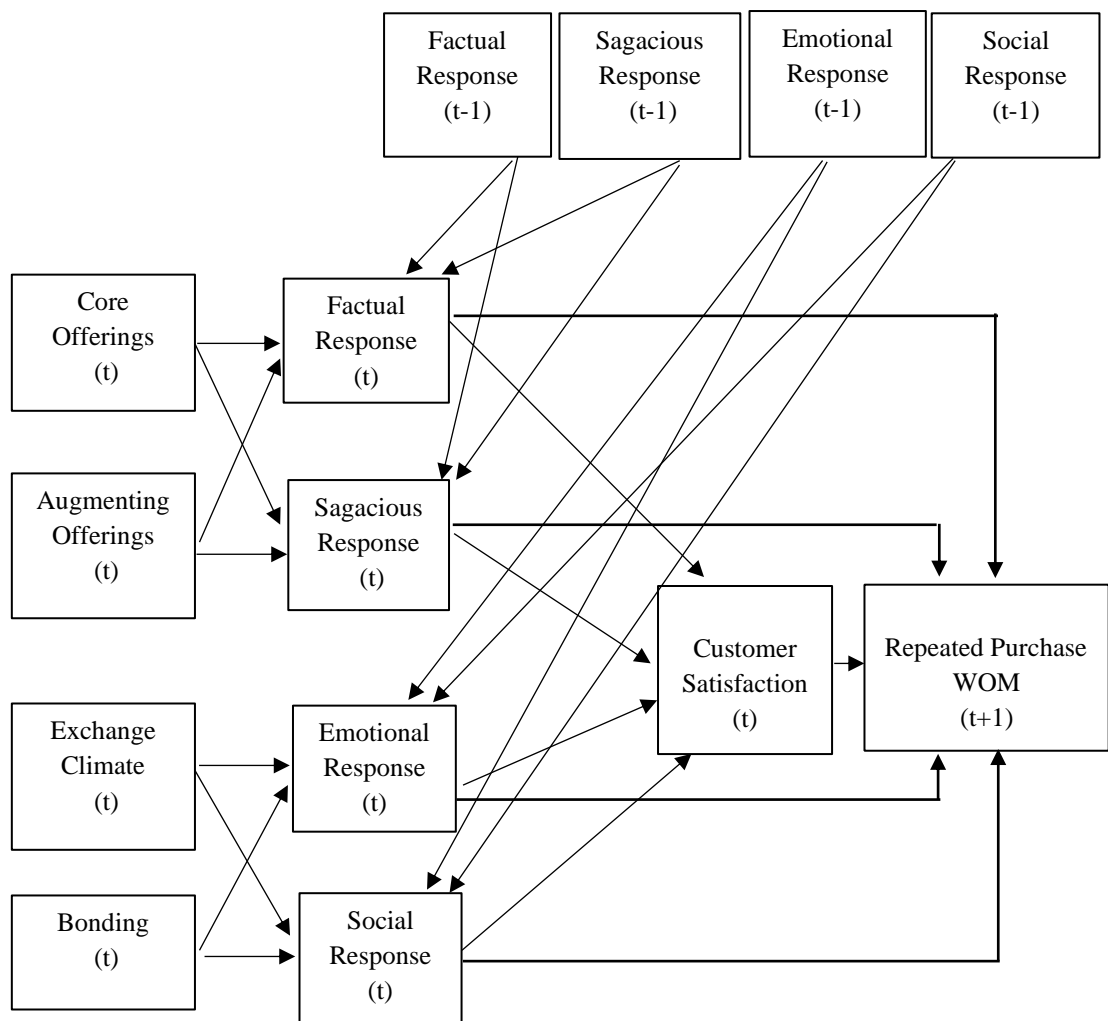 Factual
Response
(t-1)
Sagacious
Response
(t-1)
Emotional
Response
(t-1)
Social
Response
(t-1)
Core
Offerings
(t)
Factual
Response
(t)
Augmenting
Offerings
(t)
Sagacious
Response
(t)
Customer
Satisfaction
(t)
Repeated Purchase
WOM
(t+1)
Exchange
Climate
(t)
Emotional
Response
(t)
Bonding
(t)
Social
Response
(t)